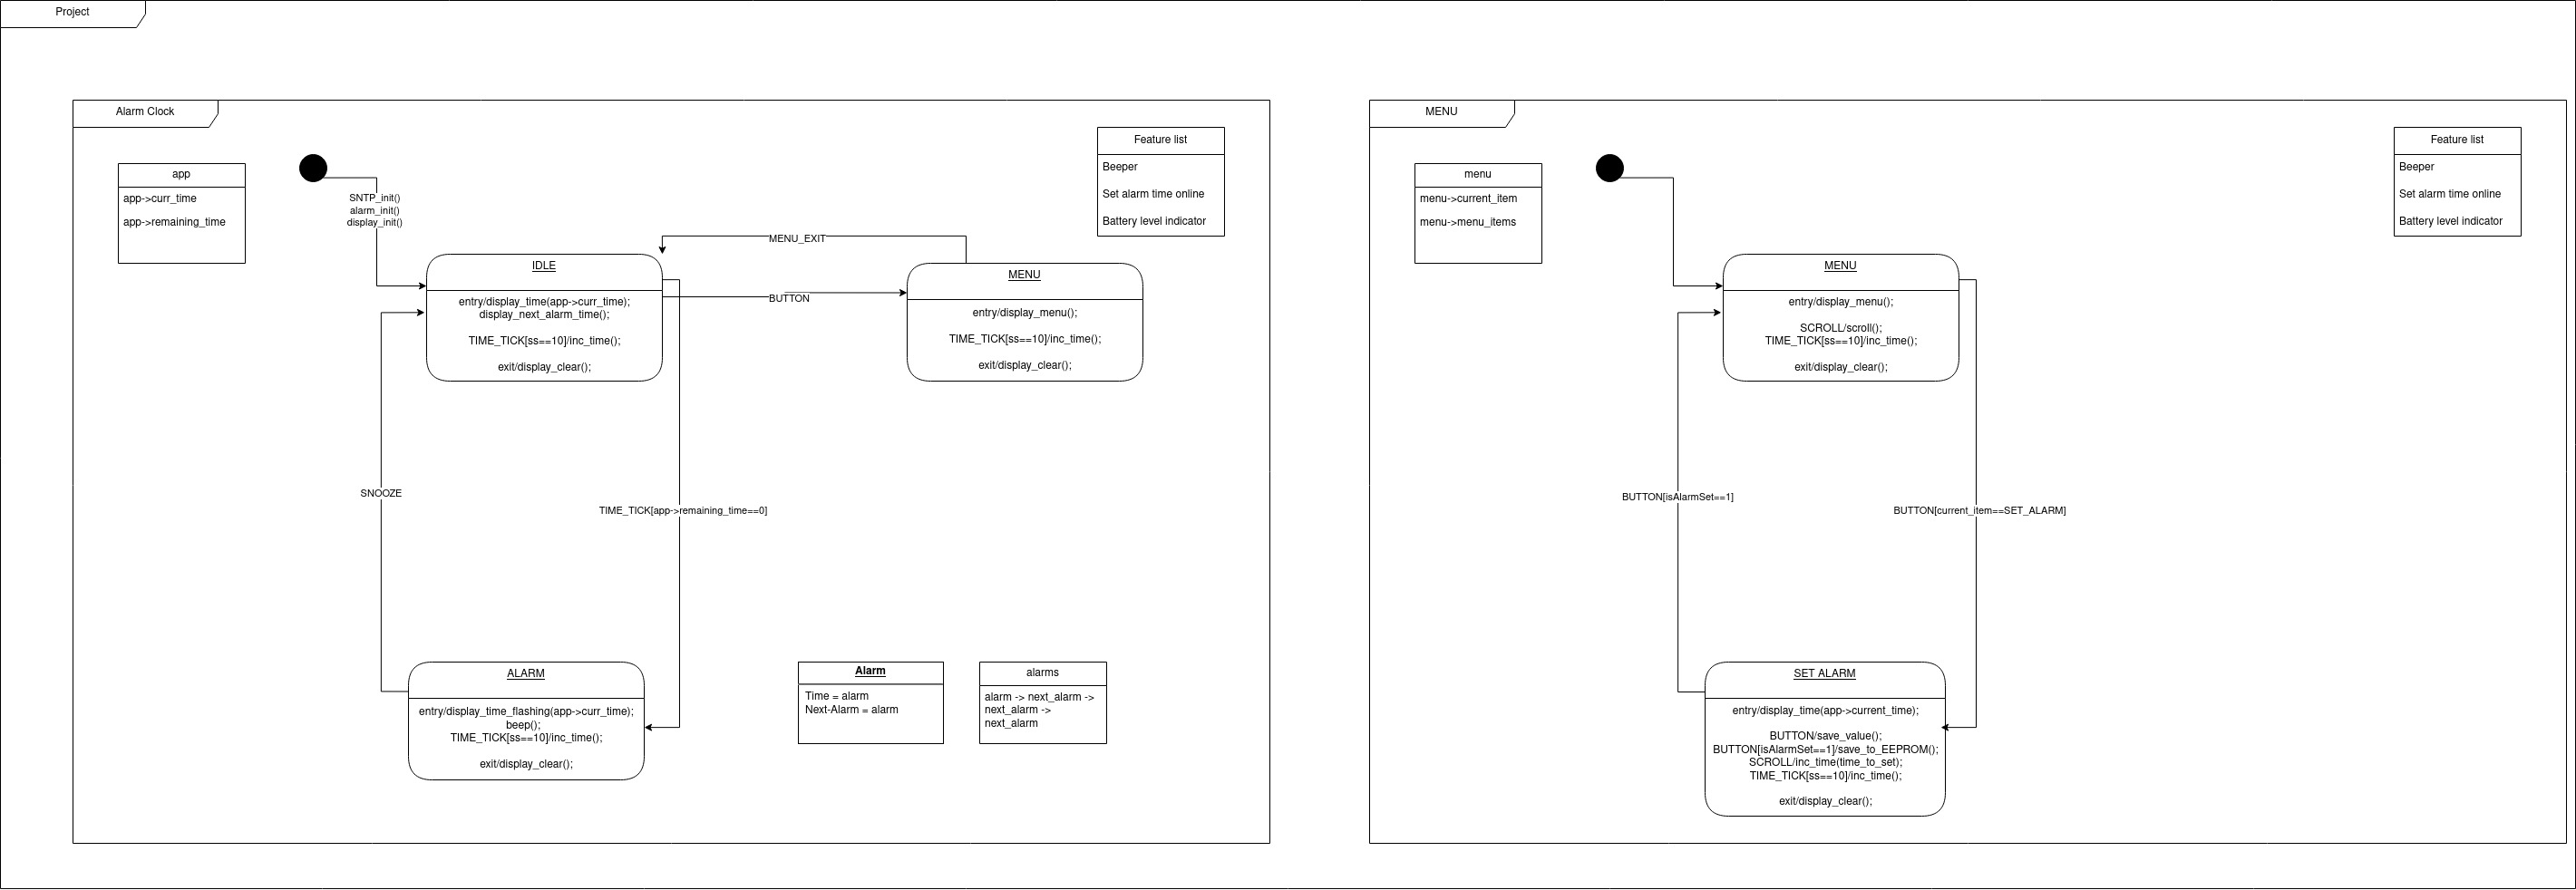 Project
Alarm Clock
app
app->curr_time
app->remaining_time
SNTP_init()
alarm_init()
display_init()
Feature list
Beeper
Set alarm time online
Battery level indicator
MENU_EXIT
IDLE
entry/display_time(app->curr_time);
display_next_alarm_time();
TIME_TICK[ss==10]/inc_time();
exit/display_clear();
BUTTON
MENU
entry/display_menu();
TIME_TICK[ss==10]/inc_time();
exit/display_clear();
SNOOZE
TIME_TICK[app->remaining_time==0]
ALARM
entry/display_time_flashing(app->curr_time);
beep();
TIME_TICK[ss==10]/inc_time();
exit/display_clear();
Alarm
Time = alarm
Next-Alarm = alarm
alarms
alarm -> next_alarm ->
next_alarm ->
next_alarm
MENU
menu
menu->current_item
menu->menu_items
Feature list
Beeper
Set alarm time online
Battery level indicator
MENU
entry/display_menu();
SCROLL/scroll();
TIME_TICK[ss==10]/inc_time();
exit/display_clear();
BUTTON[isAlarmSet==1]
BUTTON[current_item==SET_ALARM]
SET ALARM
entry/display_time(app->current_time);
BUTTON/save_value();
BUTTON[isAlarmSet==1]/save_to_EEPROM();
SCROLL/inc_time(time_to_set);
TIME_TICK[ss==10]/inc_time();
exit/display_clear();